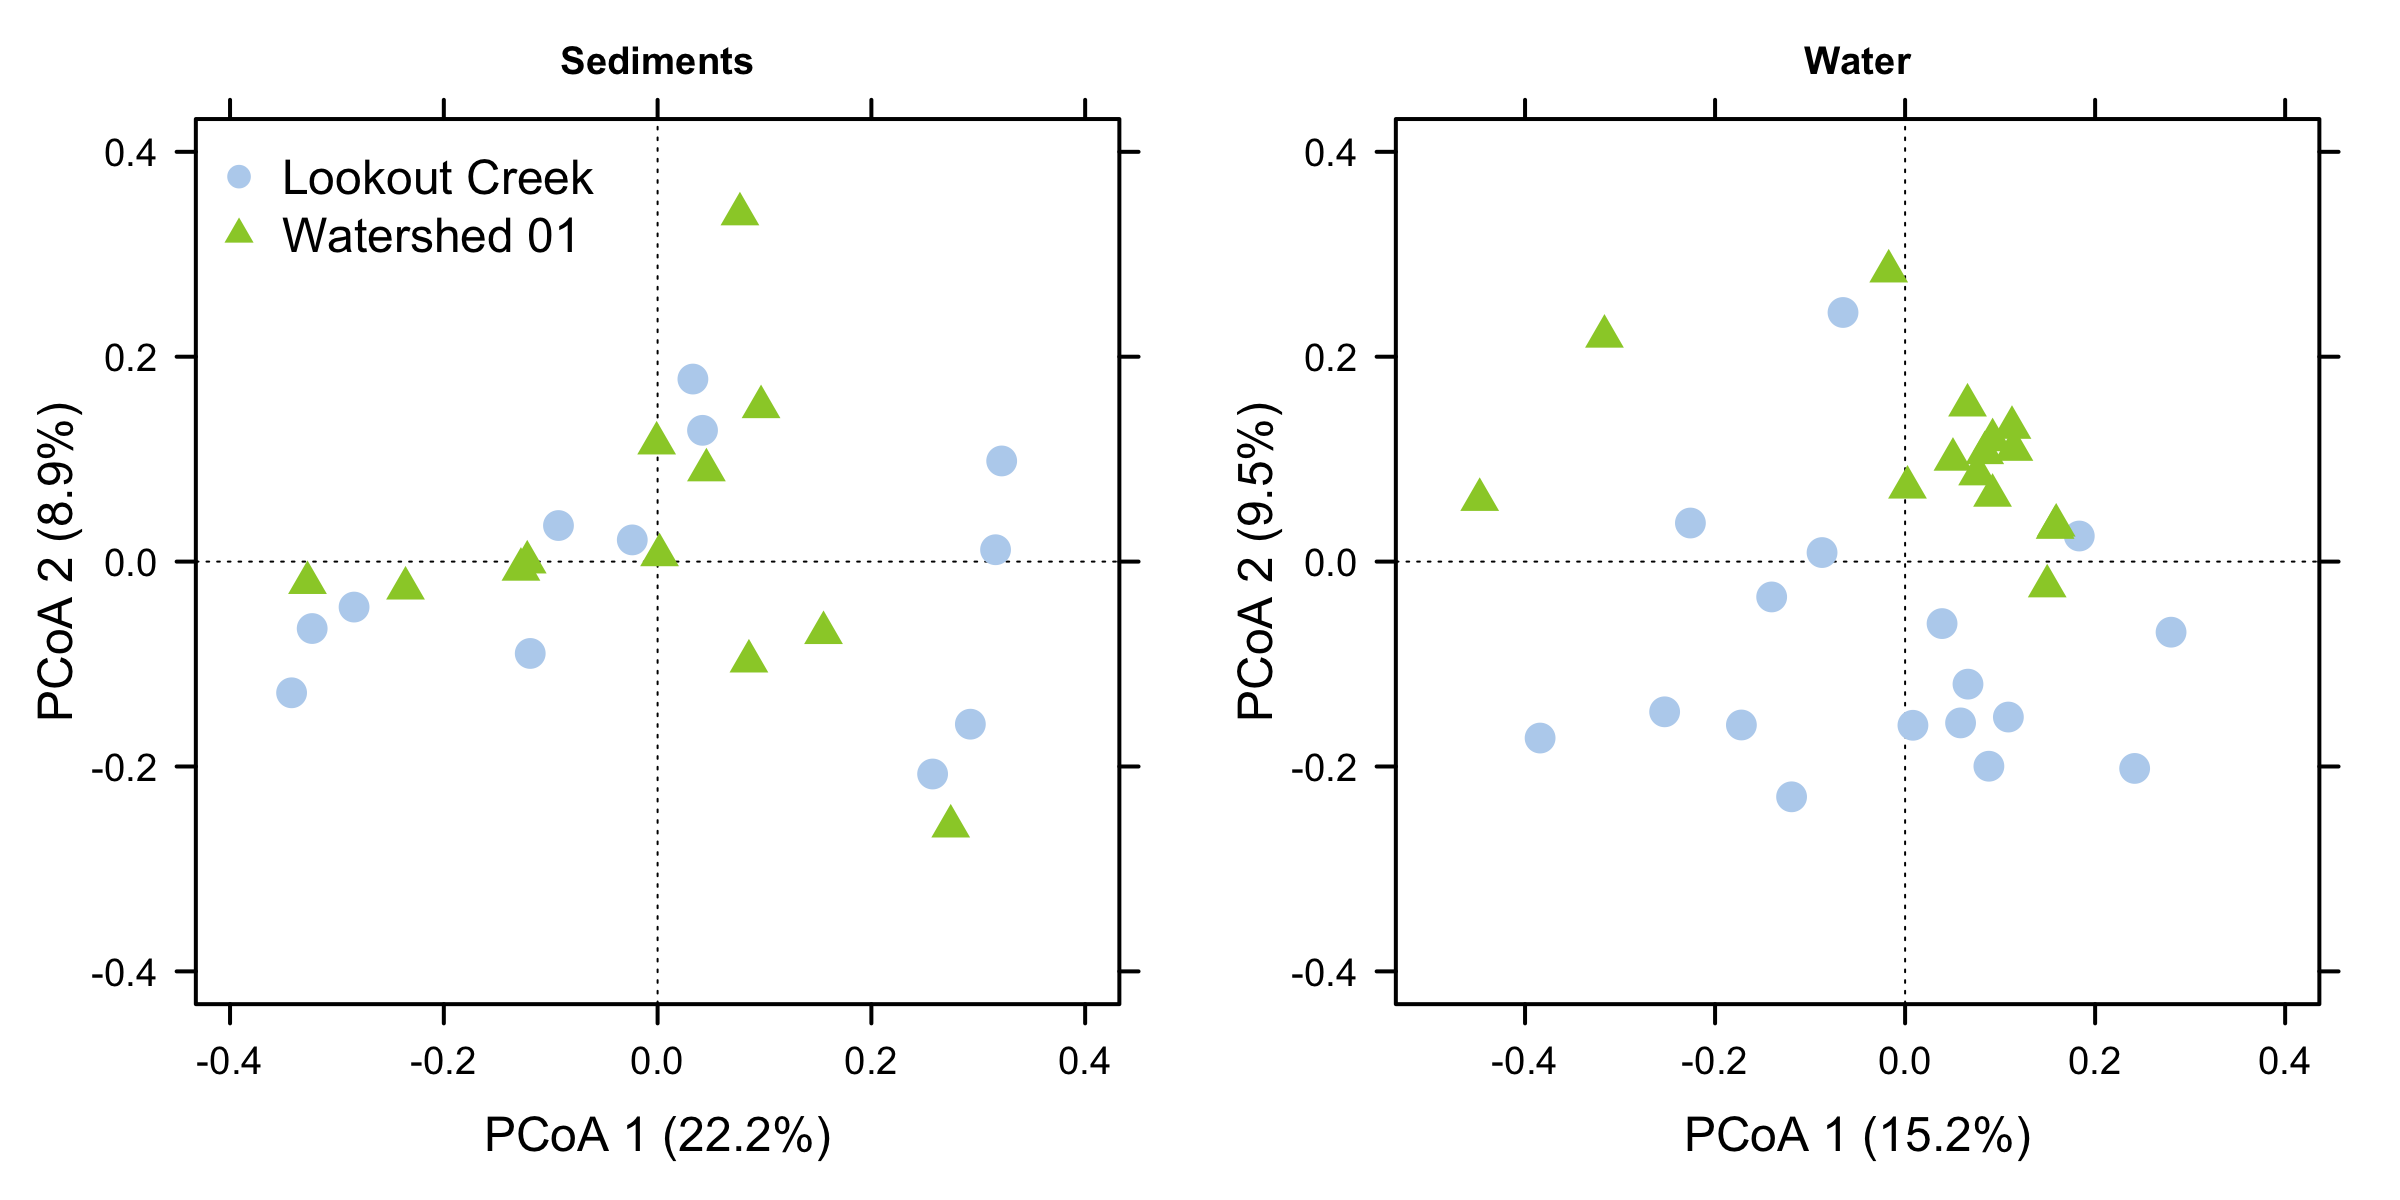 Sediments
Lookout Creek
Watershed 01
0.4
0.2
0.0
-0.2
-0.4
PCoA 2 (8.9%)
-0.4 -0.2 0.0 0.2 0.4
PCoA 1 (22.2%)
Water
0.4
0.2
0.0
-0.2
-0.4
PCoA 2 (9.5%)
-0.4 -0.2 0.0 0.2 0.4
PCoA 1 (15.2%)